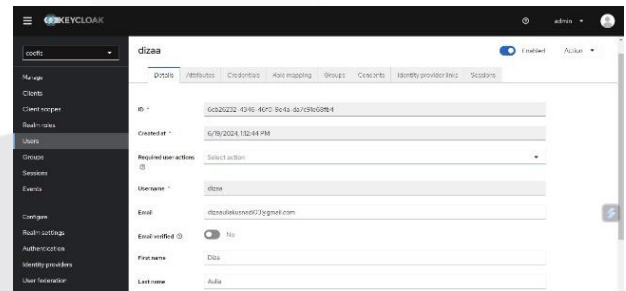 KEYCLOAK
admin
coofis
dizaa
Enabled
Action
Details
Attributes
Credentials
Role mapping
Groups
Consents
Identity provider links
Sessions
Manage
Clients
Client scopes
Realm roles
Users
Groups
Sessions
Events
Configure
Realm settings
Authentication
Identity providers
User federation
ID *
Created at *
6/19/2024, 1:12:44 PM
Required user actions
Select action
Username *
dizaa
Email
Email verified
No
First name
Diza
Last name
Aulia